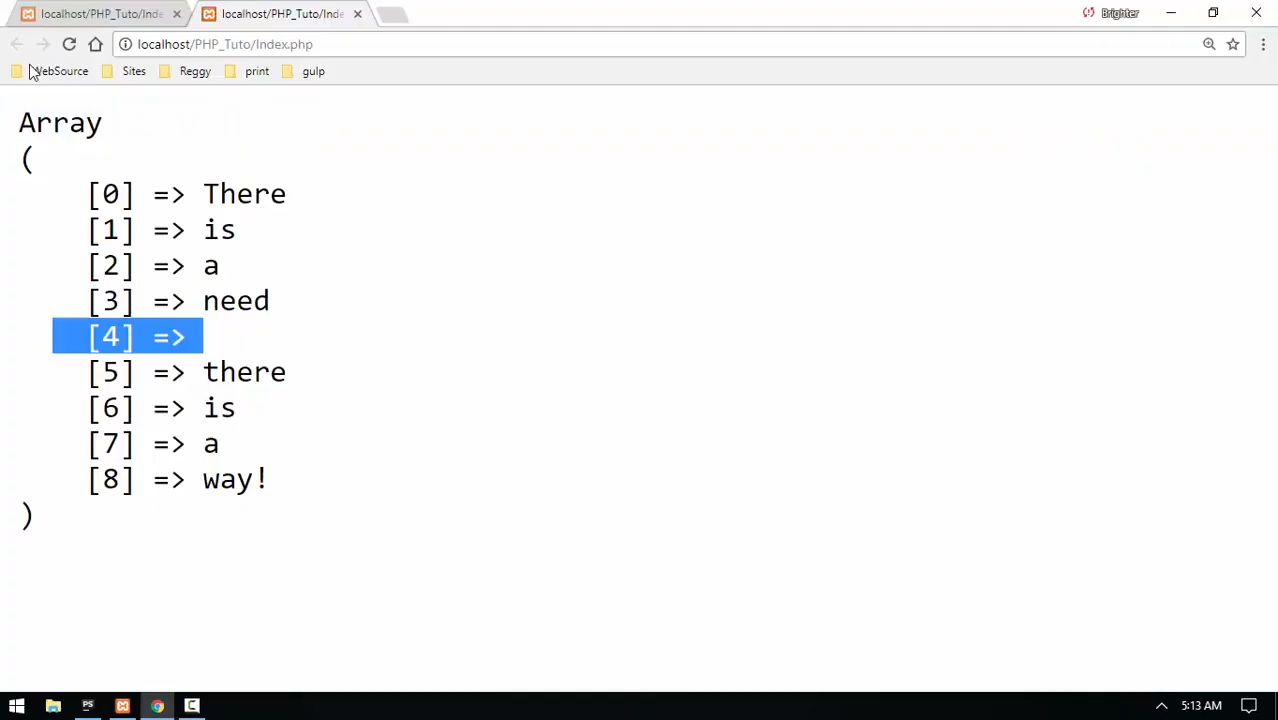 localhost/PHP_Tuto/Inde
localhost/PHP_Tuto/Inde
Brighter
localhost/PHP_Tuto/Index.php
WebSource
Sites
Reggy
print
gulp
Array
(
[0] => There
[1] => is
[2] => a
[3] => need
[4] =>
[5] => there
[6] => is
[7] => a
[8] => way!
)
PS
C
5:13 AM